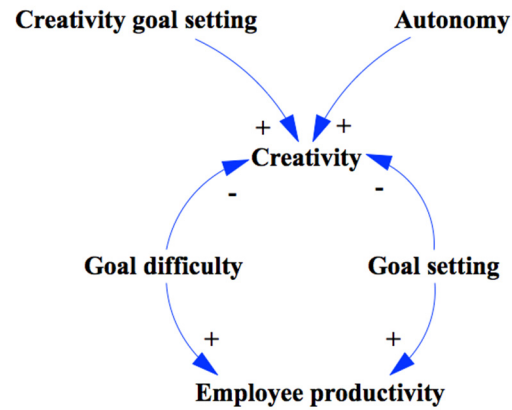 Creativity goal setting
Autonomy
+
+
Creativity
-
-
Goal difficulty
Goal setting
+
+
Employee productivity